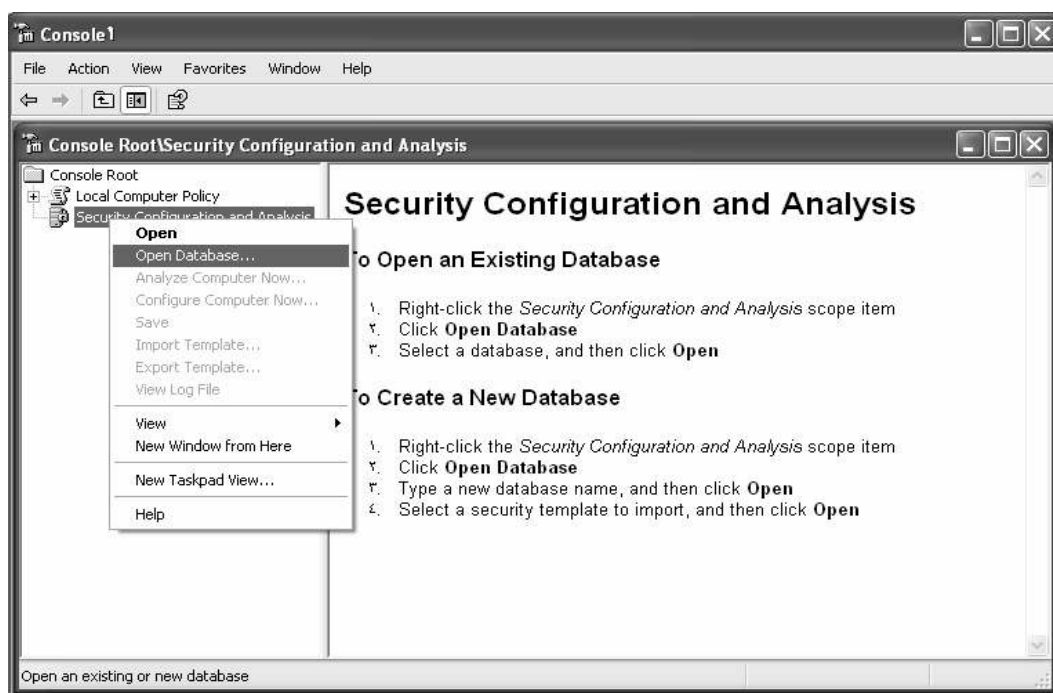 Console1
File Action View Favorites Window Help
Console Root\Security Configuration and Analysis
Console Root
Local Computer Policy
Security Configuration and Analysis
Open
Open Database...
Analyze Computer Now...
Configure Computer Now...
Save
Import Template...
Export Template...
View Log File
View
New Window from Here
New Taskpad View...
Help
Security Configuration and Analysis
o Open an Existing Database
١. Right-click the Security Configuration and Analysis scope item
٢. Click Open Database
٣. Select a database, and then click Open
o Create a New Database
١. Right-click the Security Configuration and Analysis scope item
٢. Click Open Database
٣. Type a new database name, and then click Open
٤. Select a security template to import, and then click Open
Open an existing or new database